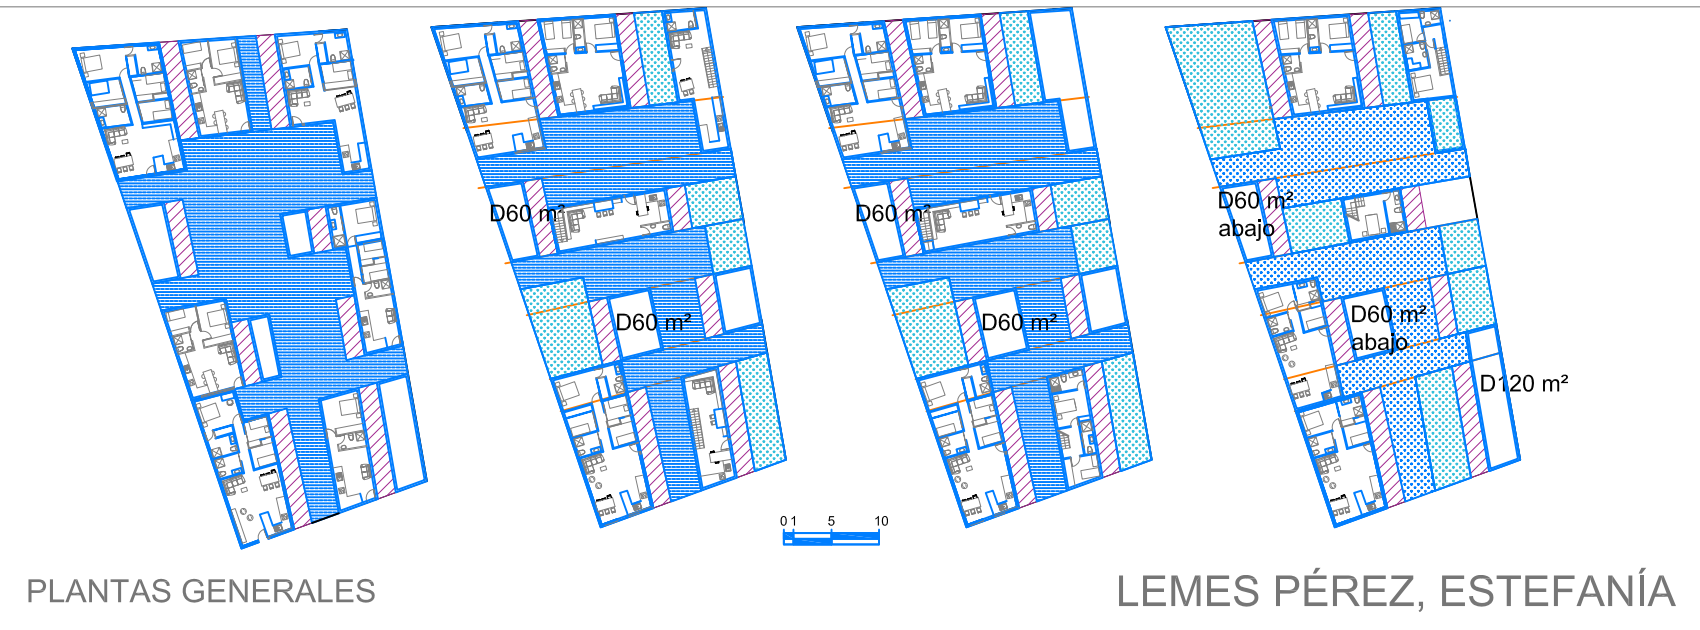 D60 m²
D60 m²
D60 m²
D60 m²
D60 m²
abajo
D60 m²
abajo
D120 m²
0 1 5 10
PLANTAS GENERALES
LEMES PÉREZ, ESTEFANÍA